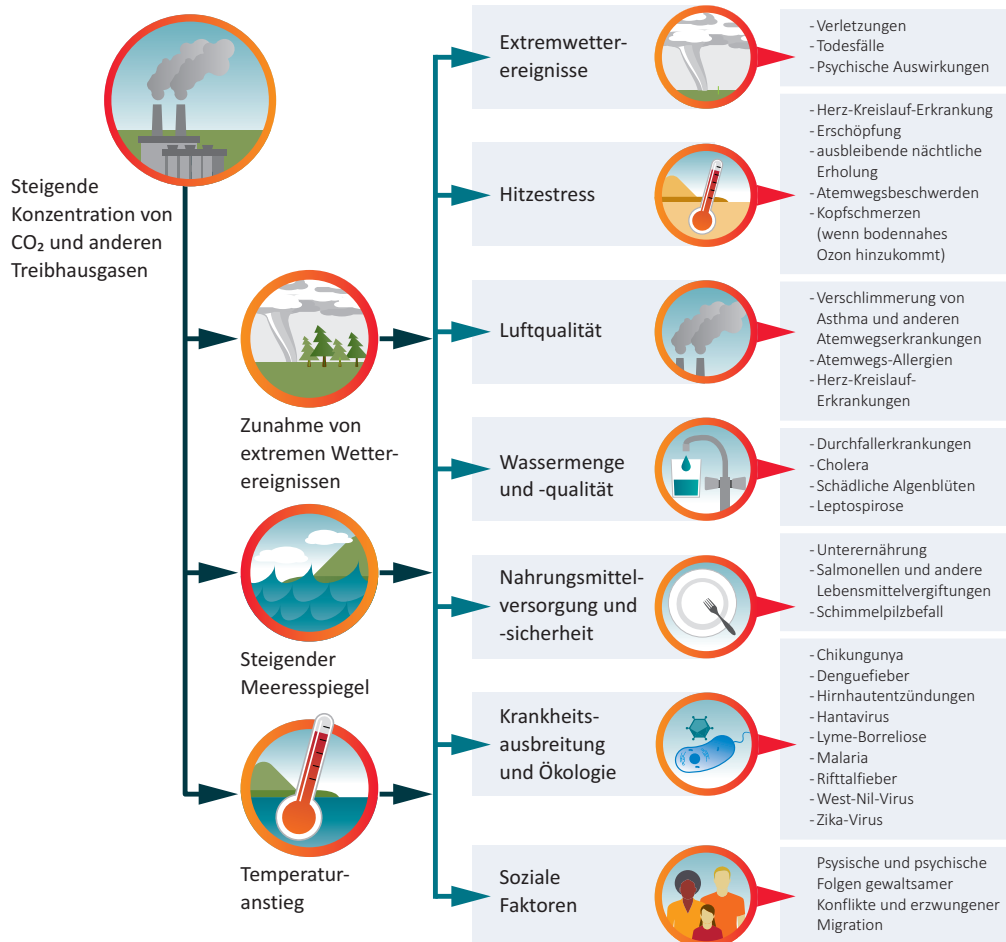 Steigende
Konzentration von
CO₂ und anderen
Treibhausgasen
Zunahme von
extremen Wetter-
ereignissen
Steigender
Meeresspiegel
Temperatur-
anstieg
Extremwetter-
ereignisse
- Verletzungen
- Todesfälle
- Psychische Auswirkungen
Hitzestress
- Herz-Kreislauf-Erkrankung
- Erschöpfung
- ausbleibende nächtliche
Erholung
- Atemwegsbeschwerden
- Kopfschmerzen
(wenn bodennahes
Ozon hinzukommt)
Luftqualität
- Verschlimmerung von
Asthma und anderen
Atemwegserkrankungen
- Atemwegs-Allergien
- Herz-Kreislauf-
Erkrankungen
Wassermenge
und -qualität
- Durchfallerkrankungen
- Cholera
- Schädliche Algenblüten
- Leptospirose
Nahrungsmittel-
versorgung und
-sicherheit
- Unterernährung
- Salmonellen und andere
Lebensmittelvergiftungen
- Schimmelpilzbefall
Krankheits-
ausbreitung
und Ökologie
- Chikungunya
- Denguefieber
- Hirnhautentzündungen
- Hantavirus
- Lyme-Borreliose
- Malaria
- Rifttalfieber
- West-Nil-Virus
- Zika-Virus
Soziale
Faktoren
Psysische und psychische
Folgen gewaltsamer
Konflikte und erzwungener
Migration